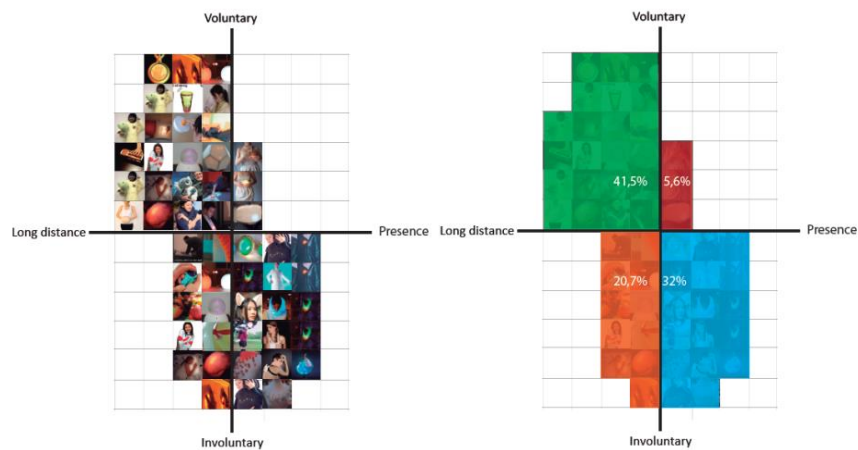 Voluntary
Long distance
Presence
Involuntary
Voluntary
41,5%
5,6%
Long distance
Presence
20,7%
32%
Involuntary